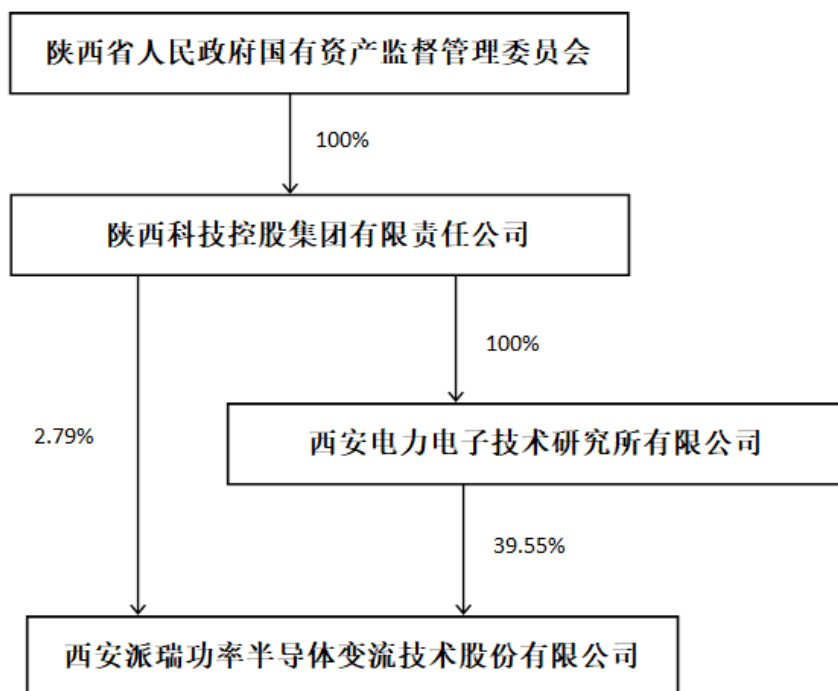 陕西省人民政府国有资产监督管理委员会
100%
陕西科技控股集团有限责任公司
100%
2.79%
西安电力电子技术研究所有限公司
39.55%
西安派瑞功率半导体变流技术股份有限公司